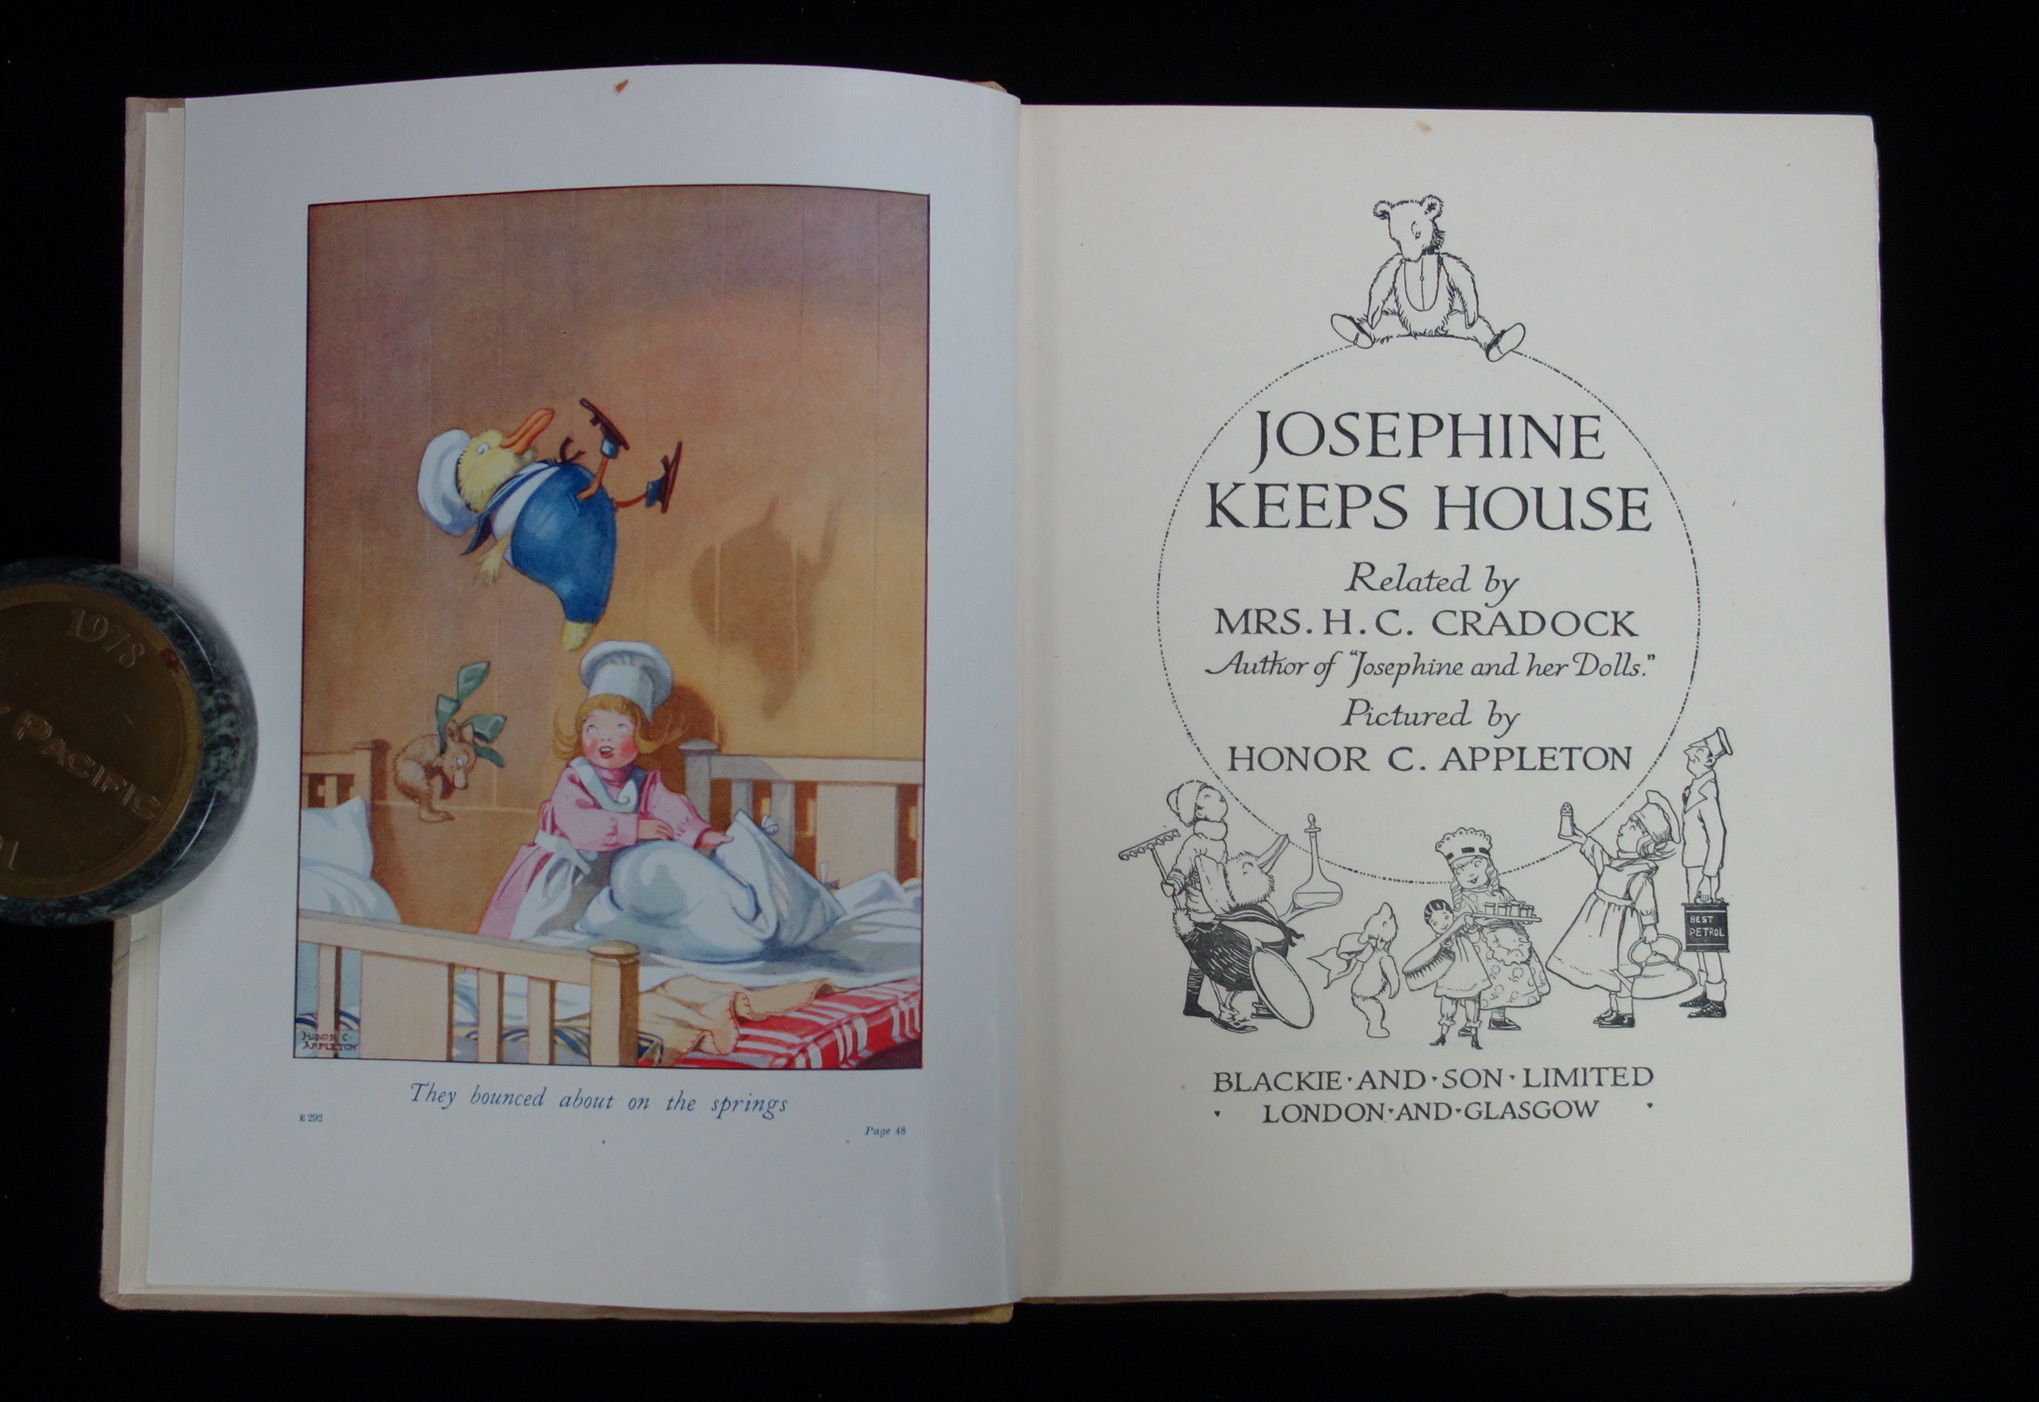 1978
PACIFIC
HONOR C.
APPLETON
They bounced about on the springs
E 292
Page 48
JOSEPHINE
KEEPS HOUSE
Related by
MRS. H. C. CRADOCK
Author of "Josephine and her Dolls."
Pictured by
HONOR C. APPLETON
BEST
PETROL
BLACKIE · AND · SON · LIMITED
· LONDON · AND · GLASGOW ·